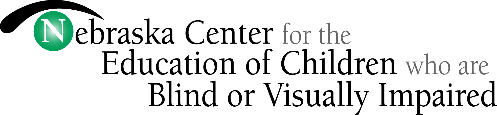 Nebraska Center for the
Education of Children who are
Blind or Visually Impaired